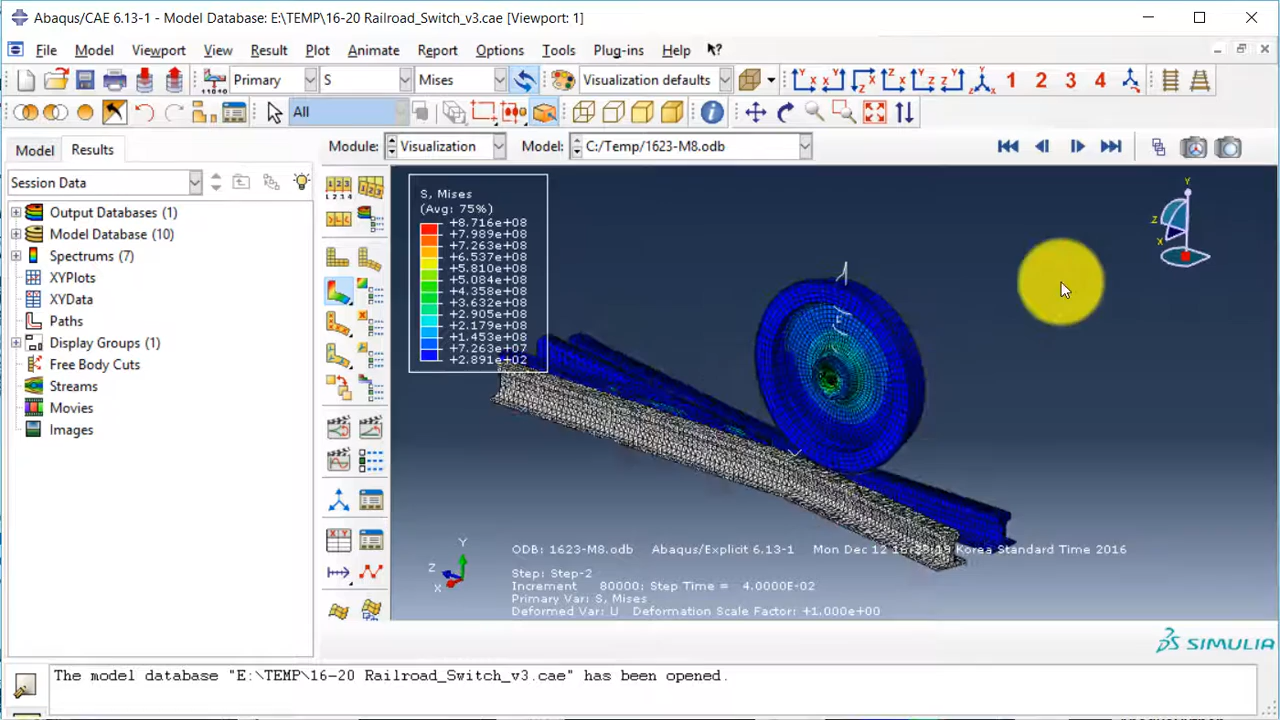 Abaqus/CAE 6.13-1 - Model Database: E:\TEMP\16-20 Railroad_Switch_v3.cae [Viewport: 1]
File Model Viewport View Result Plot Animate Report Options Tools Plug-ins Help
Primary S Mises Visualization defaults 1 2 3 4
All
Model Results Module: Visualization Model: C:/Temp/1623-M8.odb
Session Data
Output Databases (1)
Model Database (10)
Spectrums (7)
XYPlots
XYData
Paths
Display Groups (1)
Free Body Cuts
Streams
Movies
Images
S, Mises
(Avg: 75%)
+8.716e+08
+7.989e+08
+7.263e+08
+6.537e+08
+5.810e+08
+5.084e+08
+4.358e+08
+3.632e+08
+2.905e+08
+2.179e+08
+1.453e+08
+7.263e+07
+2.891e+02
Y
Z
X
Y
Z
X
ODB: 1623-M8.odb Abaqus/Explicit 6.13-1 Mon Dec 12 Korea Standard Time 2016
Step: Step-2
Increment 80000: Step Time = 4.0000E-02
Primary Var: S, Mises
Deformed Var: U Deformation Scale Factor: +1.000e+00
SIMULIA
The model database "E:\TEMP\16-20 Railroad_Switch_v3.cae" has been opened.